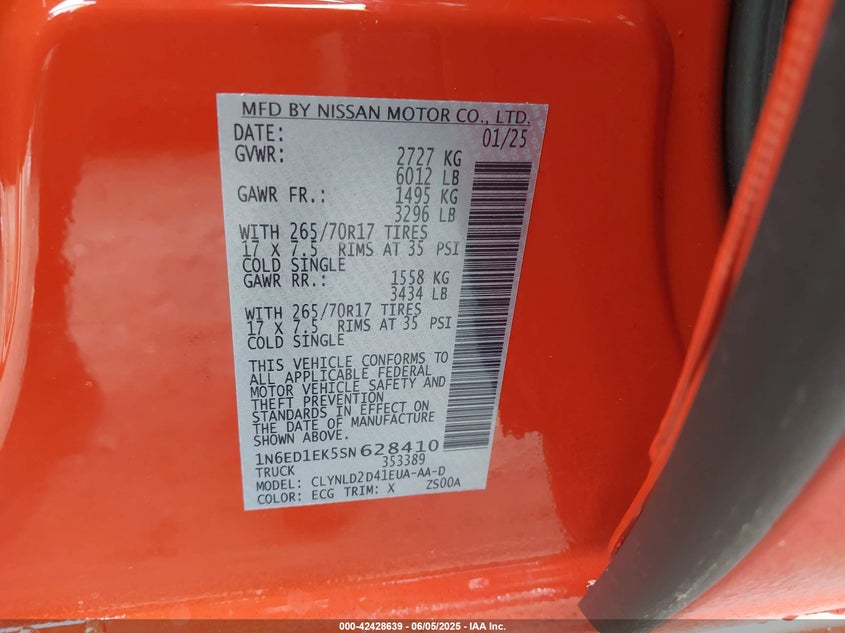 MFD BY NISSAN MOTOR CO., LTD.
DATE: 01/25
GVWR: 2727 KG
6012 LB
GAWR FR.: 1495 KG
3296 LB
WITH 265/70R17 TIRES
17 X 7.5 RIMS AT 35 PSI
COLD SINGLE
GAWR RR.: 1558 KG
3434 LB
WITH 265/70R17 TIRES
17 X 7.5 RIMS AT 35 PSI
COLD SINGLE
THIS VEHICLE CONFORMS TO
ALL APPLICABLE FEDERAL
MOTOR VEHICLE SAFETY AND
THEFT PREVENTION
STANDARDS IN EFFECT ON
THE DATE OF MANUFACTURE
SHOWN ABOVE.
1N6ED1EK5SN628410
TRUCK 353389
MODEL: CLYNLD2D41EUA-AA-D
COLOR: ECG TRIM: X ZS00A
000-42428639 - 06/05/2025 - IAA Inc.